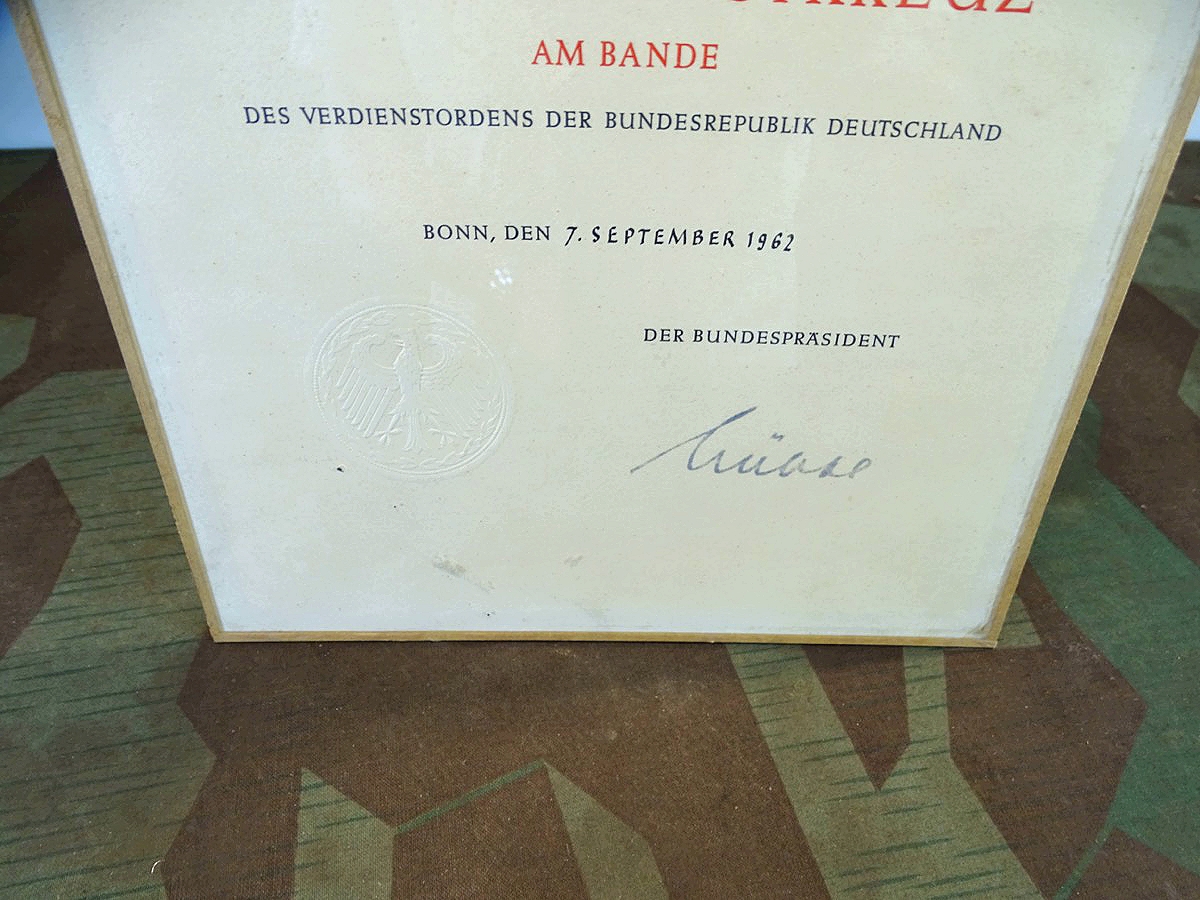 AM BANDE
DES VERDIENSTORDENS DER BUNDESREPUBLIK DEUTSCHLAND
BONN, DEN 7. SEPTEMBER 1962
DER BUNDESPRÄSIDENT